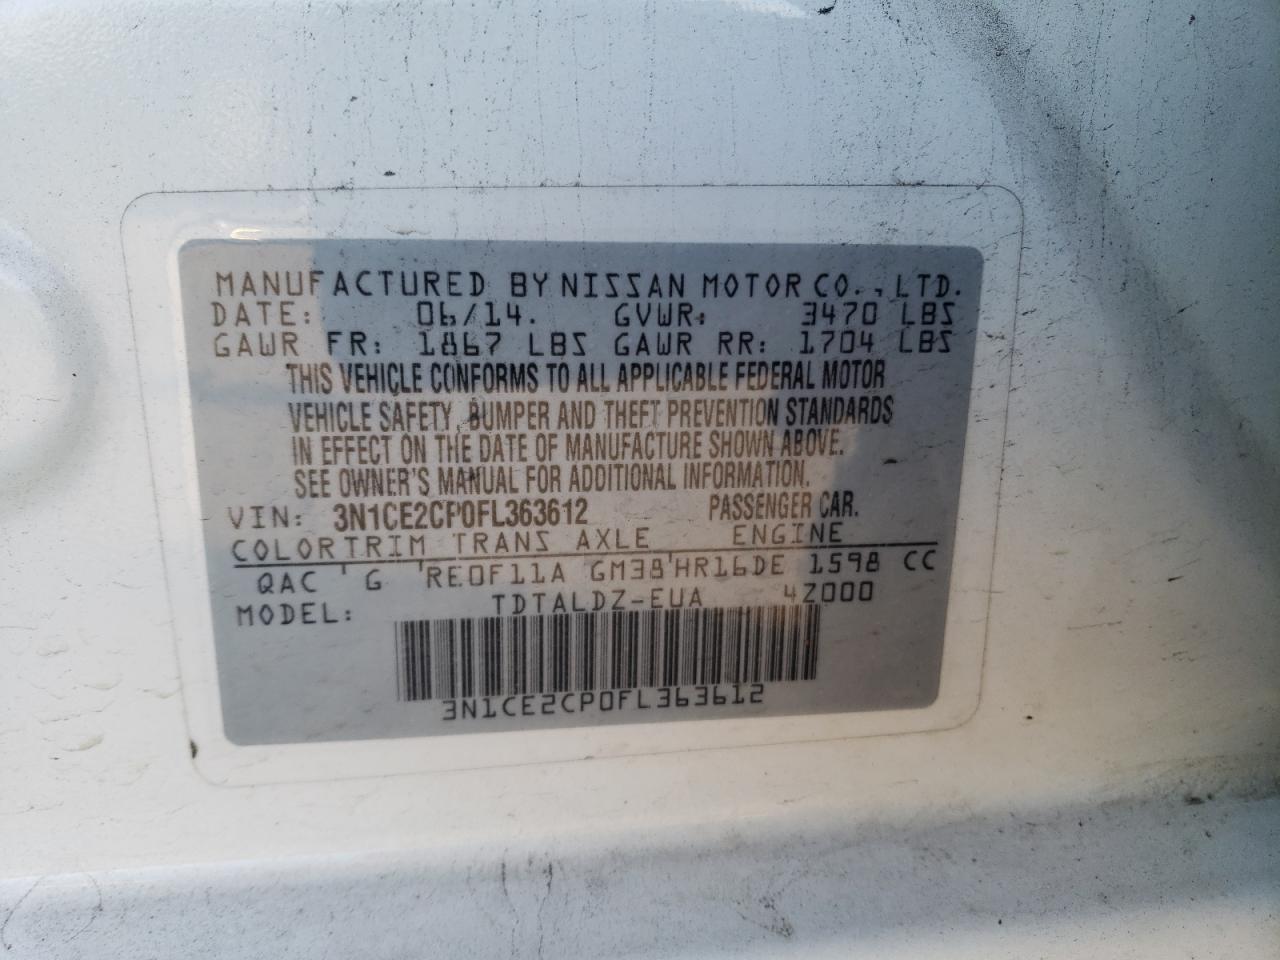 MANUFACTURED BY NISSAN MOTOR CO., LTD.
DATE: 06/14. GVWR: 3470 LBS
GAWR FR: 1867 LBS GAWR RR: 1704 LBS
THIS VEHICLE CONFORMS TO ALL APPLICABLE FEDERAL MOTOR
VEHICLE SAFETY, BUMPER AND THEFT PREVENTION STANDARDS
IN EFFECT ON THE DATE OF MANUFACTURE SHOWN ABOVE.
SEE OWNER'S MANUAL FOR ADDITIONAL INFORMATION.
VIN: 3N1CE2CP0FL363612 PASSENGER CAR.
COLORTRIM TRANS AXLE ENGINE
QAC ' G 'RE0F11A GM38'HR16DE 1598 CC
MODEL: TDTALDZ-EUA 4Z000
3N1CE2CP0FL363612